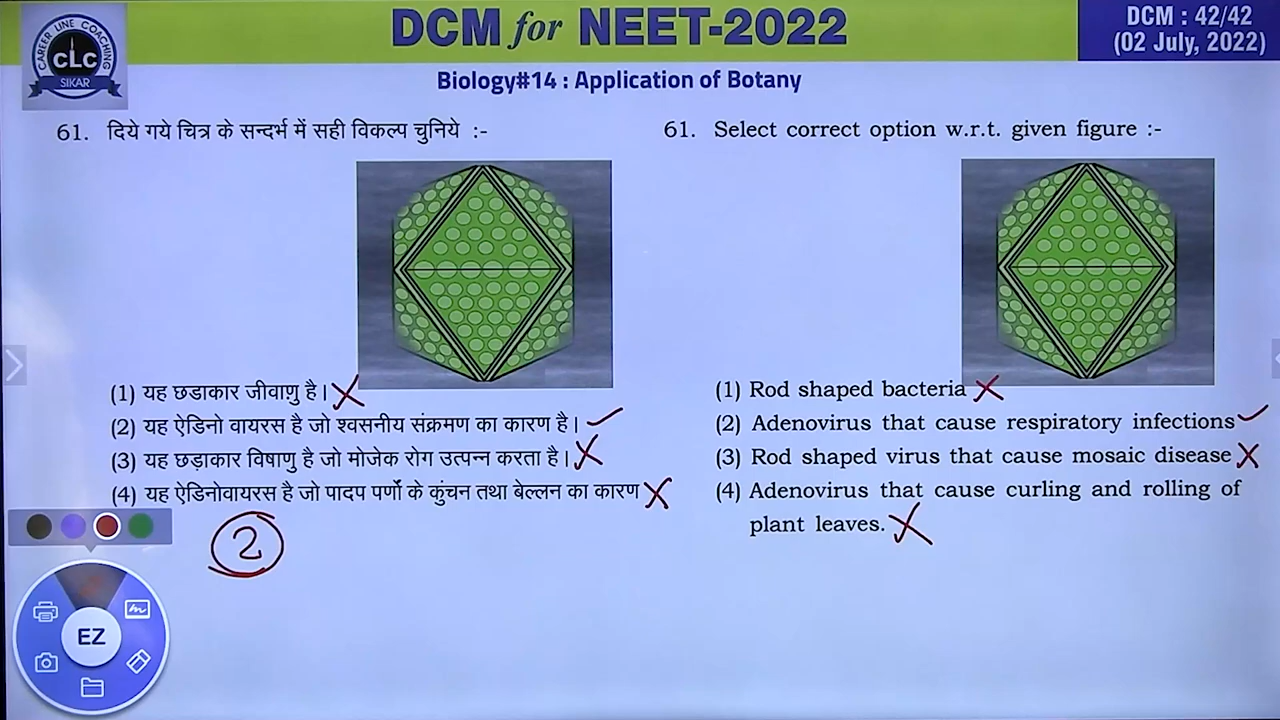 CAREER LINE COACHING
CLC
SIKAR
DCM for NEET-2022
DCM : 42/42
(02 July, 2022)
Biology#14 : Application of Botany
61. दिये गये चित्र के सन्दर्भ में सही विकल्प चुनिये :-
(1) यह छडाकार जीवाणु है।
(2) यह ऐडिनो वायरस है जो श्वसनीय संक्रमण का कारण है।
(3) यह छड़ाकार विषाणु है जो मोजेक रोग उत्पन्न करता है।
(4) यह ऐडिनोवायरस है जो पादप पर्णों के कुंचन तथा बेल्लन का कारण
2
EZ
61. Select correct option w.r.t. given figure :-
(1) Rod shaped bacteria
(2) Adenovirus that cause respiratory infections
(3) Rod shaped virus that cause mosaic disease
(4) Adenovirus that cause curling and rolling of
plant leaves.